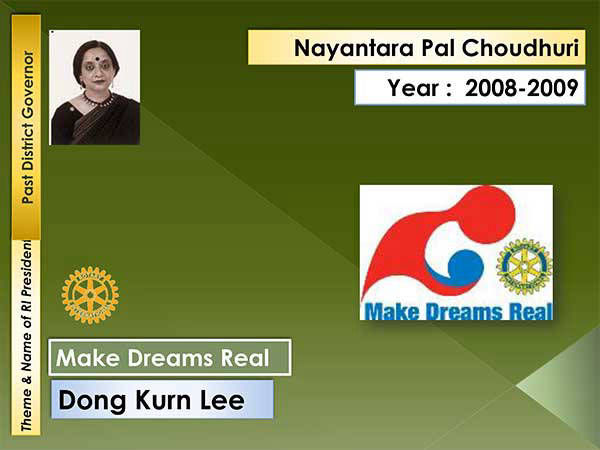 Past District Governor
Nayantara Pal Choudhuri
Year : 2008-2009
Make Dreams Real
Theme & Name of RI President
Make Dreams Real
Dong Kurn Lee